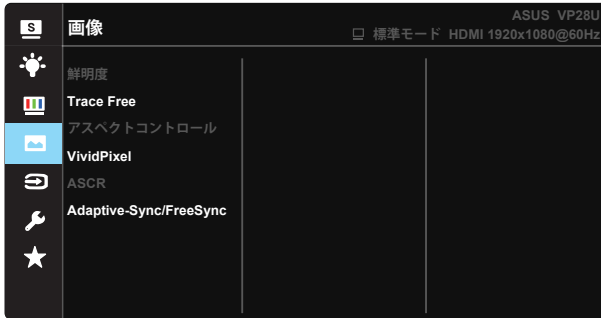 S
画像
ASUS VP28U
標準モード HDMI 1920x1080@60Hz
鮮明度
Trace Free
アスペクトコントロール
VividPixel
ASCR
Adaptive-Sync/FreeSync